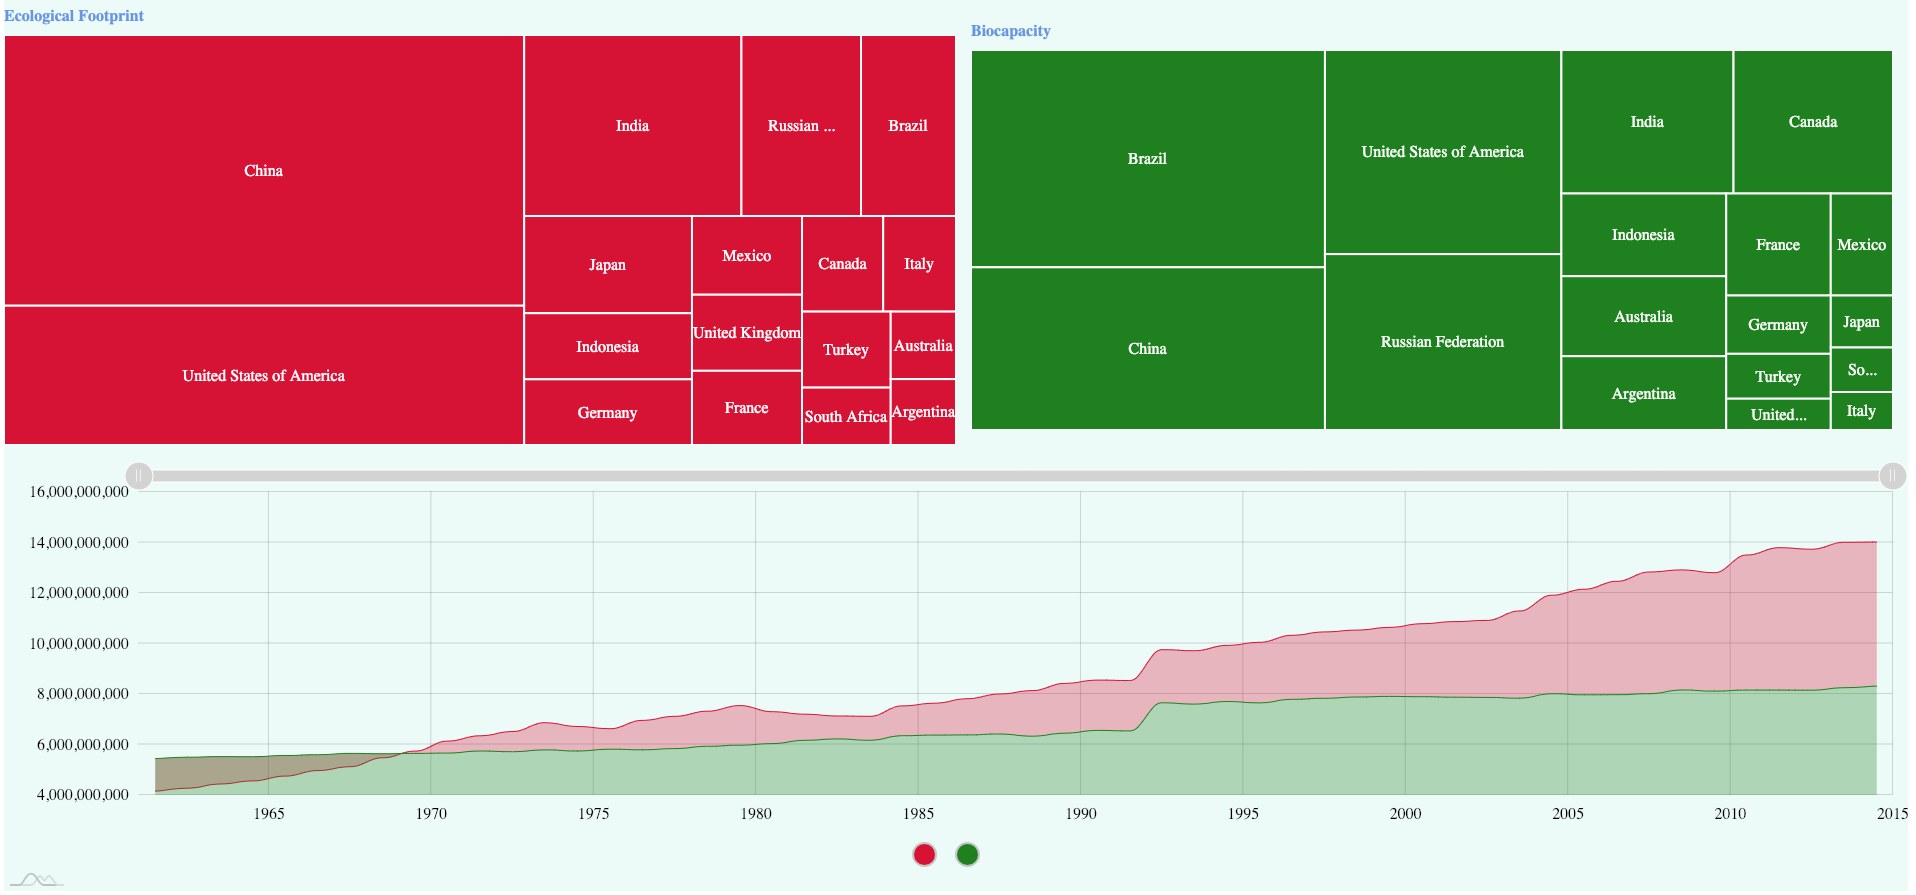 Ecological Footprint
China
United States of America
India
Russian ...
Brazil
Japan
Indonesia
Germany
Mexico
United Kingdom
France
Canada
Italy
Turkey
South Africa
Australia
Argentina
Biocapacity
Brazil
China
United States of America
Russian Federation
India
Canada
Indonesia
Australia
Argentina
France
Germany
Turkey
United...
Mexico
Japan
So...
Italy
16,000,000,000
14,000,000,000
12,000,000,000
10,000,000,000
8,000,000,000
6,000,000,000
4,000,000,000
1965 1970 1975 1980 1985 1990 1995 2000 2005 2010 2015